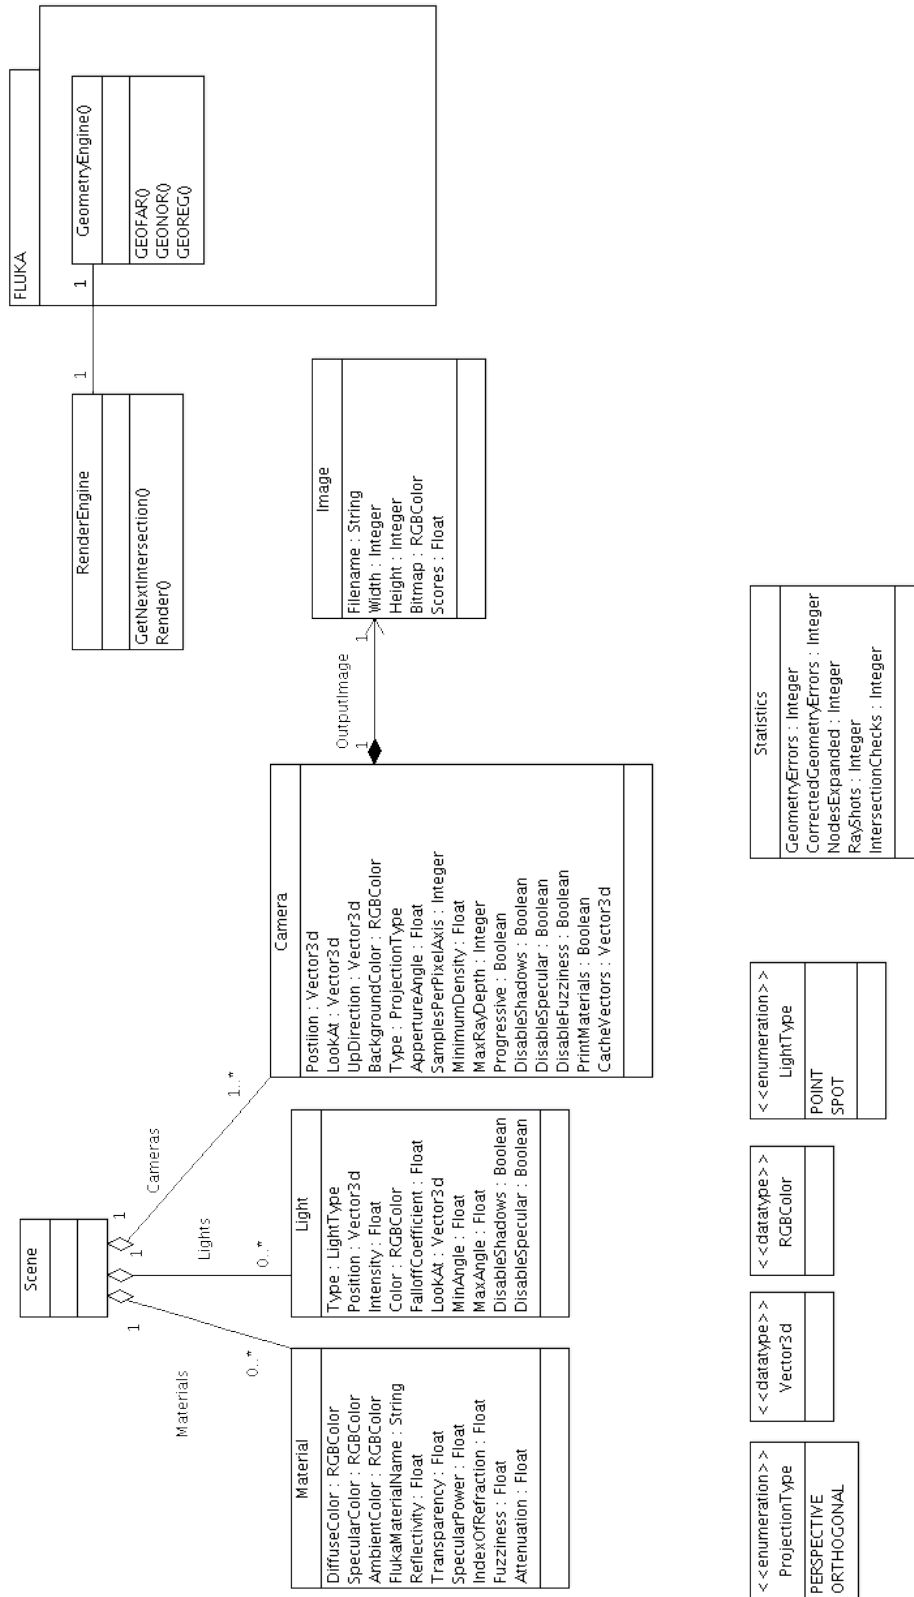 Scene
Materials
1
0..*
Lights
1
0..*
Cameras
1
1..*
Material
DiffuseColor : RGBColor
SpecularColor : RGBColor
AmbientColor : RGBColor
FlukaMaterialName : String
Reflectivity : Float
Transparency : Float
SpecularPower : Float
IndexOfRefraction : Float
Fuzziness : Float
Attenuation : Float
Light
Type : LightType
Position : Vector3d
Intensity : Float
Color : RGBColor
FalloffCoefficient : Float
LookAt : Vector3d
MinAngle : Float
MaxAngle : Float
DisableShadows : Boolean
DisableSpecular : Boolean
Camera
Postiion : Vector3d
LookAt : Vector3d
UpDirection : Vector3d
BackgroundColor : RGBColor
Type : ProjectionType
AppertureAngle : Float
SamplesPerPixelAxis : Integer
MinimumDensity : Float
MaxRayDepth : Integer
Progressive : Boolean
DisableShadows : Boolean
DisableSpecular : Boolean
DisableFuzziness : Boolean
PrintMaterials : Boolean
CacheVectors : Vector3d
1
OutputImage
1
Image
Filename : String
Width : Integer
Height : Integer
Bitmap : RGBColor
Scores : Float
RenderEngine
GetNextIntersection()
Render()
1
1
FLUKA
GeometryEngine()
GEOFAR()
GEONOR()
GEOREG()
<<enumeration>>
ProjectionType
PERSPECTIVE
ORTHOGONAL
<<datatype>>
Vector3d
<<datatype>>
RGBColor
<<enumeration>>
LightType
POINT
SPOT
Statistics
GeometryErrors : Integer
CorrectedGeometryErrors : Integer
NodesExpanded : Integer
RayShots : Integer
IntersectionChecks : Integer